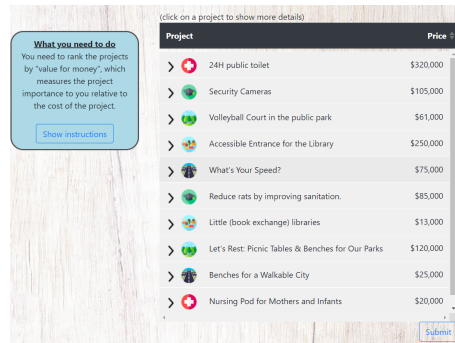 (click on a project to show more details)
What you need to do
You need to rank the projects
by "value for money", which
measures the project
importance to you relative to
the cost of the project.
Show instructions
Project Price
24H public toilet $320,000
Security Cameras $105,000
Volleyball Court in the public park $61,000
Accessible Entrance for the Library $250,000
What's Your Speed? $75,000
Reduce rats by improving sanitation. $85,000
Little (book exchange) libraries $13,000
Let's Rest: Picnic Tables & Benches for Our Parks $120,000
Benches for a Walkable City $25,000
Nursing Pod for Mothers and Infants $20,000
Submit